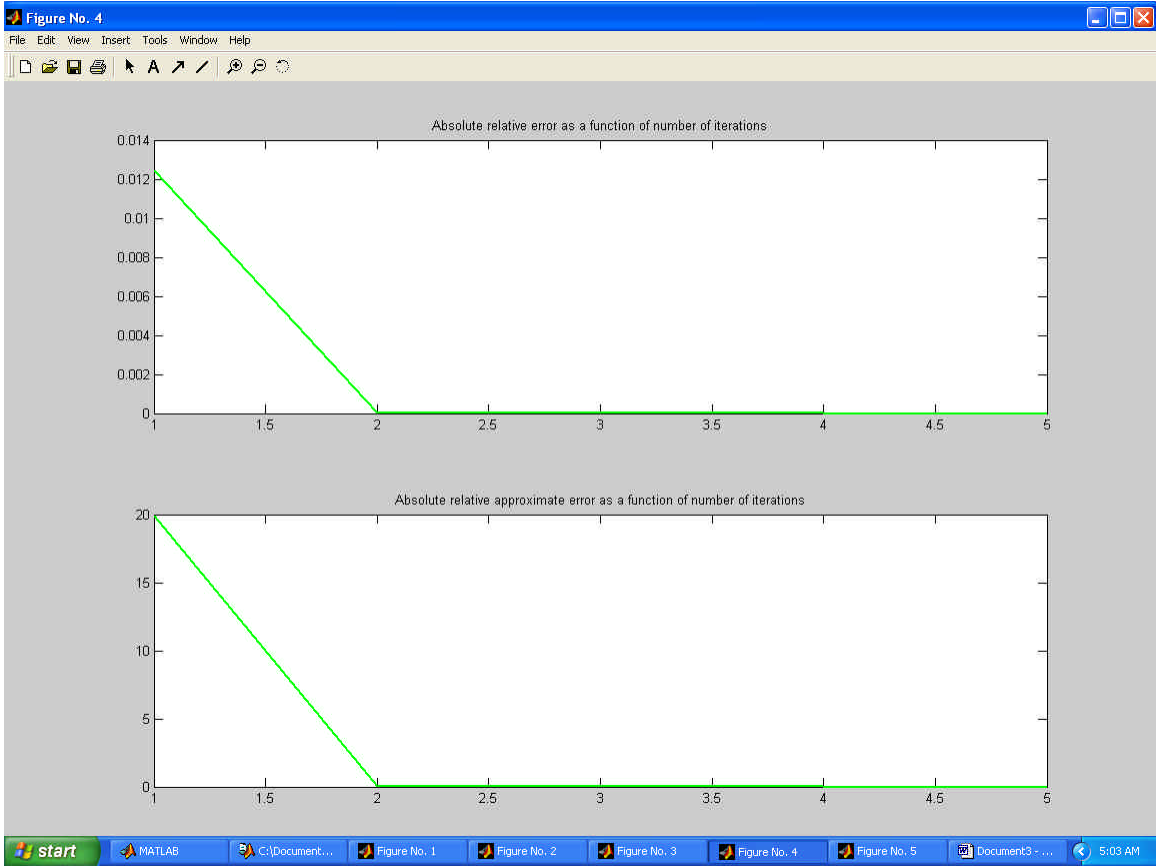 Figure No. 4
File Edit View Insert Tools Window Help
A
Absolute relative error as a function of number of iterations
0.014
0.012
0.01
0.008
0.006
0.004
0.002
0
1 1.5 2 2.5 3 3.5 4 4.5 5
Absolute relative approximate error as a function of number of iterations
20
15
10
5
0
1 1.5 2 2.5 3 3.5 4 4.5 5
start MATLAB C:\Document... Figure No. 1 Figure No. 2 Figure No. 3 Figure No. 4 Figure No. 5 Document3 - ... 5:03 AM